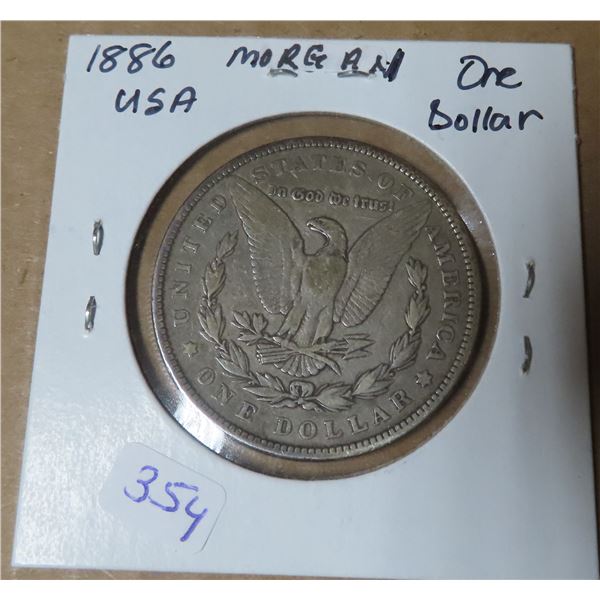 1886 MORGAN One
USA Dollar
UNITED STATES OF AMERICA
In God we trust
ONE DOLLAR
354